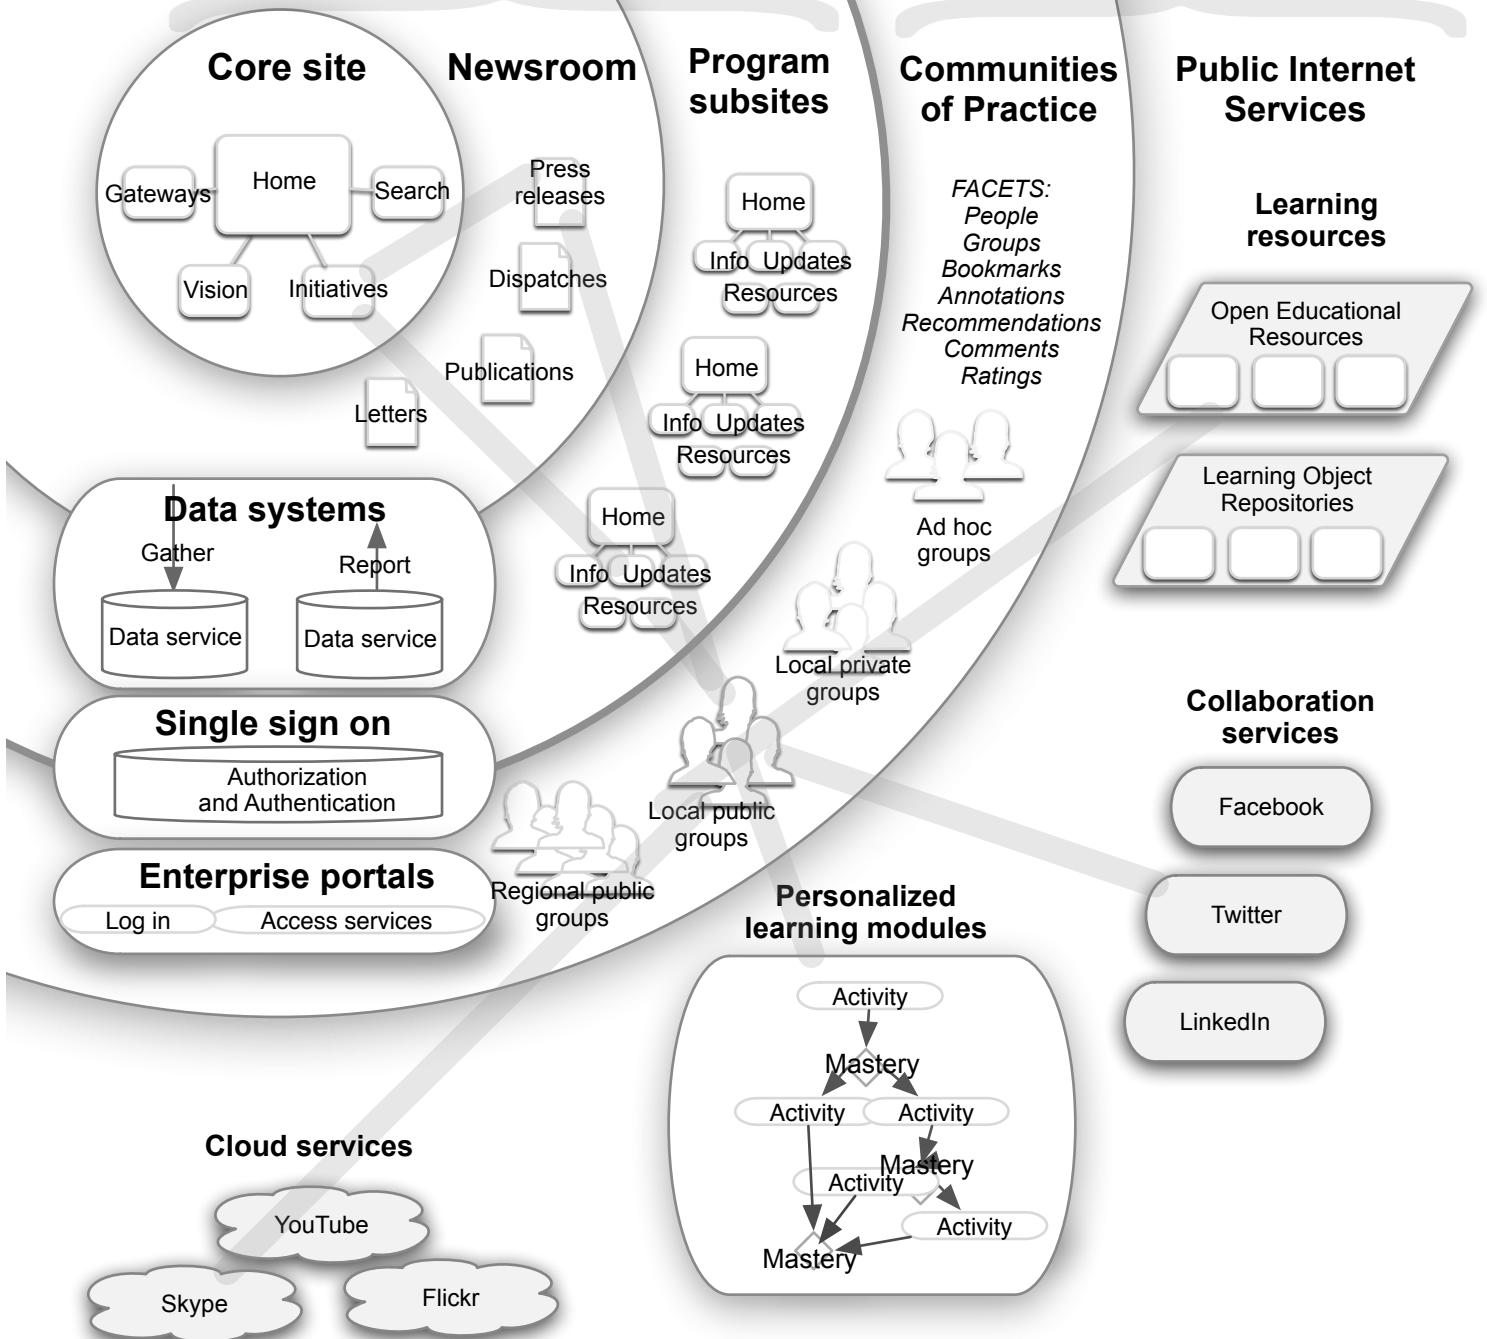 Core site
Home
Gateways
Search
Vision
Initiatives
Newsroom
Press
releases
Dispatches
Publications
Letters
Program
subsites
Home
Info
Updates
Resources
Home
Info
Updates
Resources
Home
Info
Updates
Resources
Communities
of Practice
FACETS:
People
Groups
Bookmarks
Annotations
Recommendations
Comments
Ratings
Ad hoc
groups
Local private
groups
Local public
groups
Regional public
groups
Public Internet
Services
Learning
resources
Open Educational
Resources
Learning Object
Repositories
Collaboration
services
Facebook
Twitter
LinkedIn
Data systems
Gather
Report
Data service
Data service
Single sign on
Authorization
and Authentication
Enterprise portals
Log in
Access services
Personalized
learning modules
Activity
Mastery
Activity
Activity
Mastery
Activity
Activity
Mastery
Cloud services
YouTube
Skype
Flickr